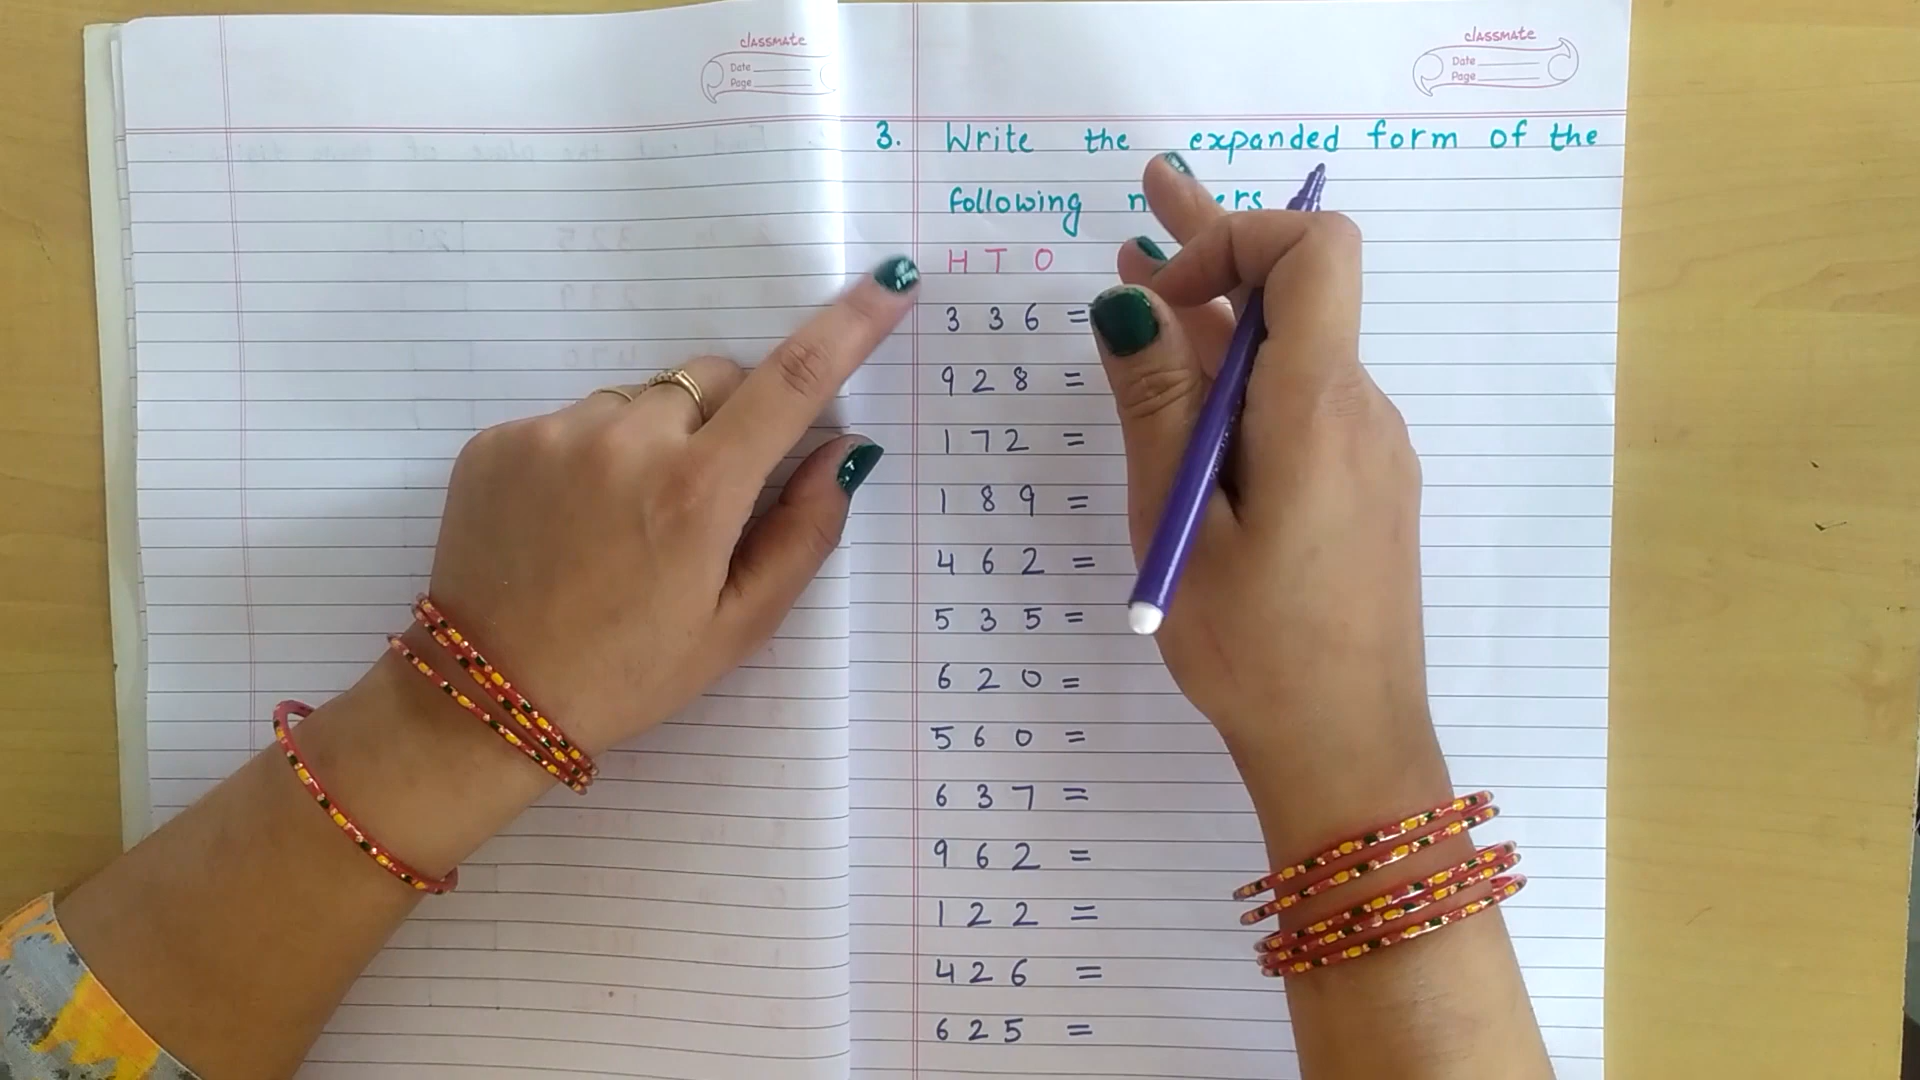 classmate
Date
Page
classmate
Date
Page
3. Write the expanded form of the
following
H T O
3 3 6 =
9 2 8 =
1 7 2 =
1 8 9 =
4 6 2 =
5 3 5 =
6 2 0 =
5 6 0 =
6 3 7 =
9 6 2 =
1 2 2 =
4 2 6 =
6 2 5 =